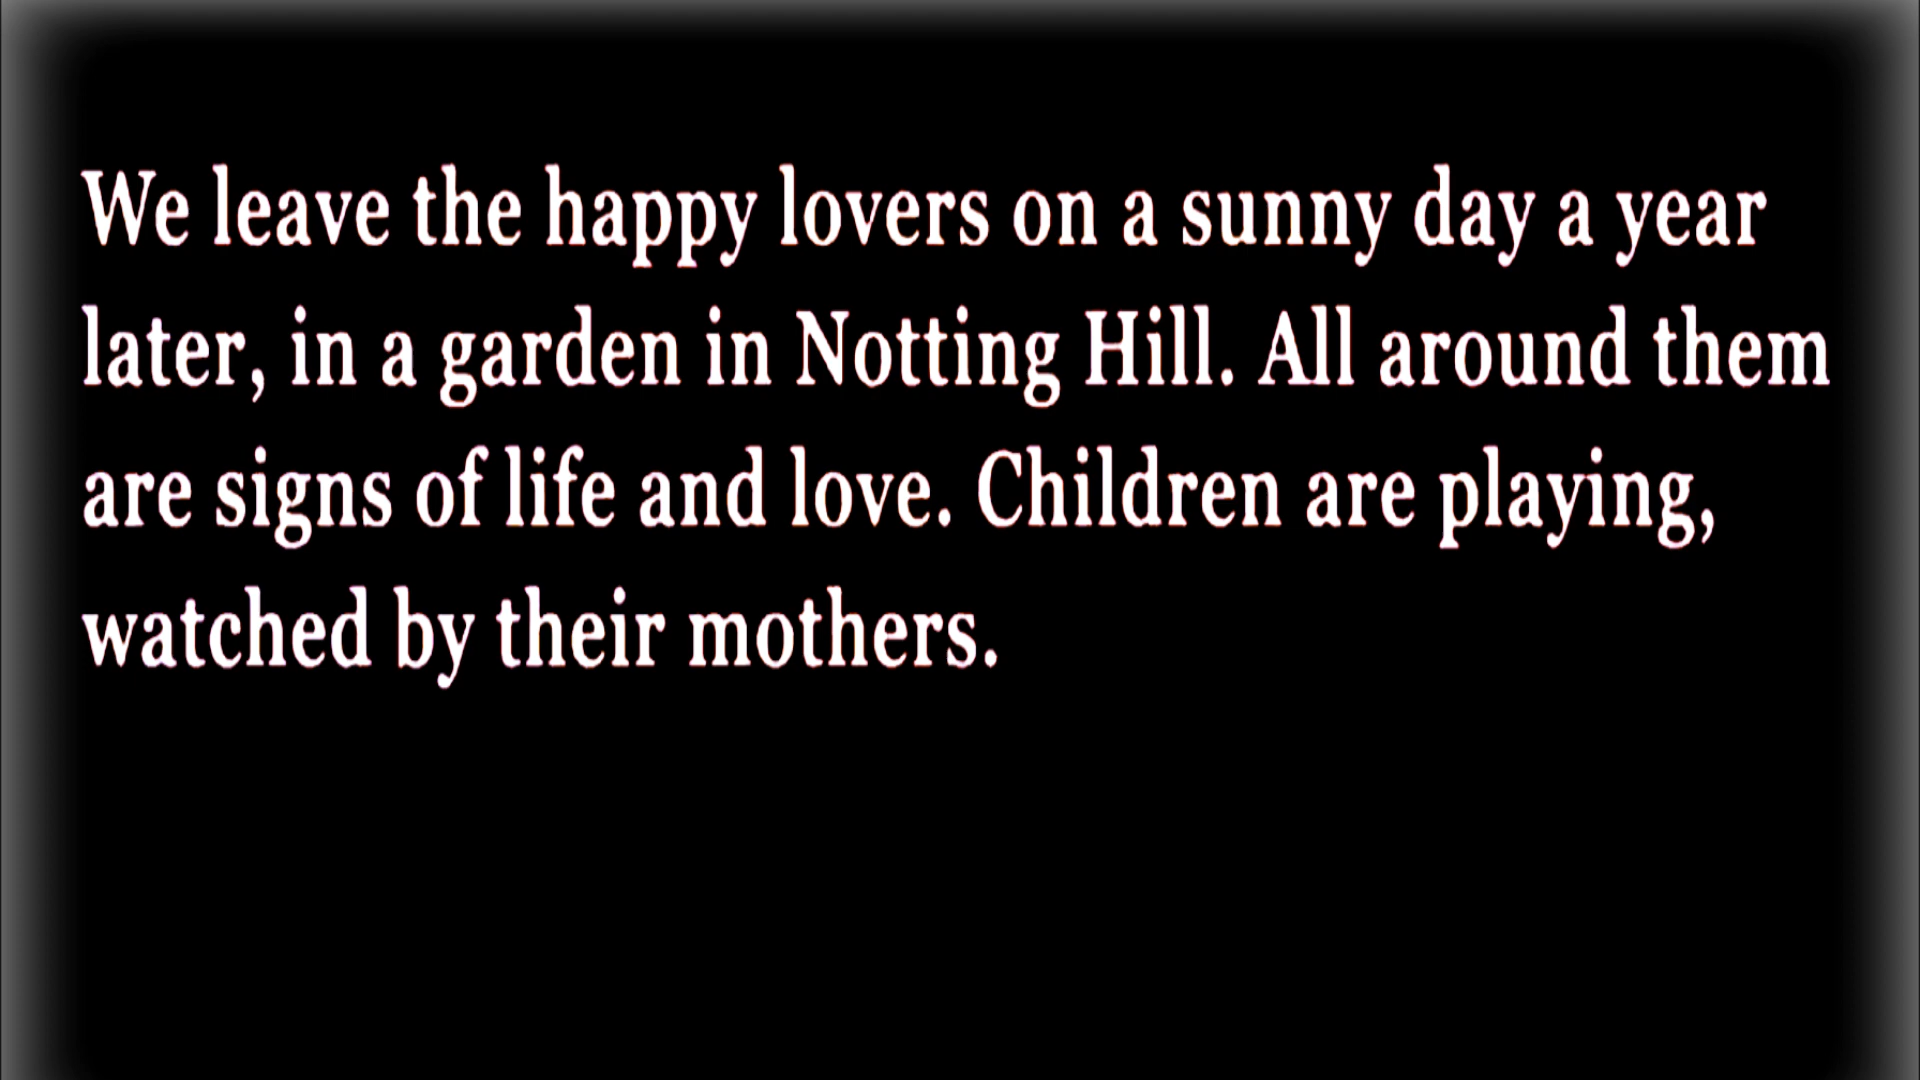 We leave the happy lovers on a sunny day a year
later, in a garden in Notting Hill. All around them
are signs of life and love. Children are playing,
watched by their mothers.